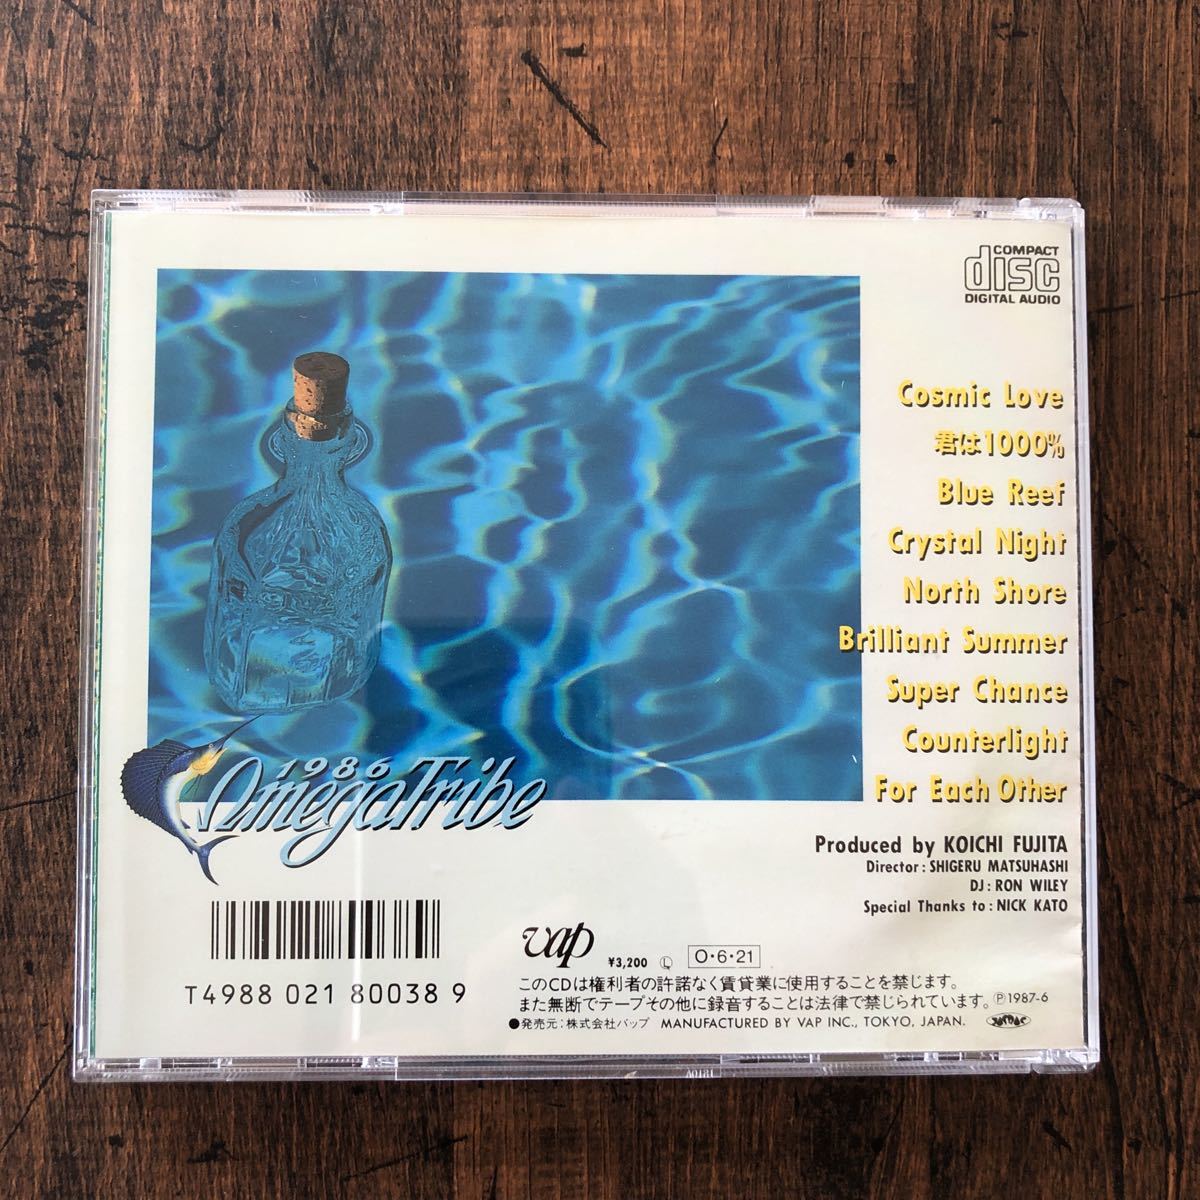 COMPACT
disc
DIGITAL AUDIO
Cosmic Love
君は1000%
Blue Reef
Crystal Night
North Shore
Brilliant Summer
Super Chance
Counterlight
For Each Other
1986
OmegaTribe
Produced by KOICHI FUJITA
Director : SHIGERU MATSUHASHI
DJ : RON WILEY
Special Thanks to : NICK KATO
T4988 021 80038 9
vap ¥3,200 Ⓛ O・6・21
このCDは権利者の許諾なく賃貸業に使用することを禁じます。
また無断でテープその他に録音することは法律で禁じられています。Ⓟ1987-6
●発売元:株式会社バップ MANUFACTURED BY VAP INC., TOKYO, JAPAN.